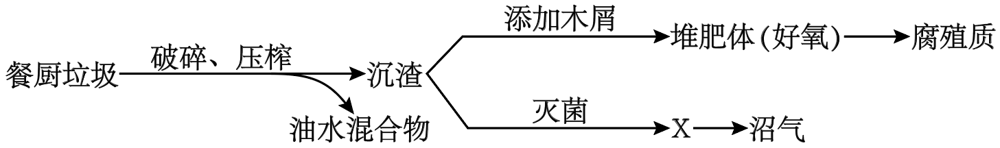 餐厨垃圾
破碎、压榨
油水混合物
沉渣
添加木屑
堆肥体(好氧)
腐殖质
灭菌
X
沼气